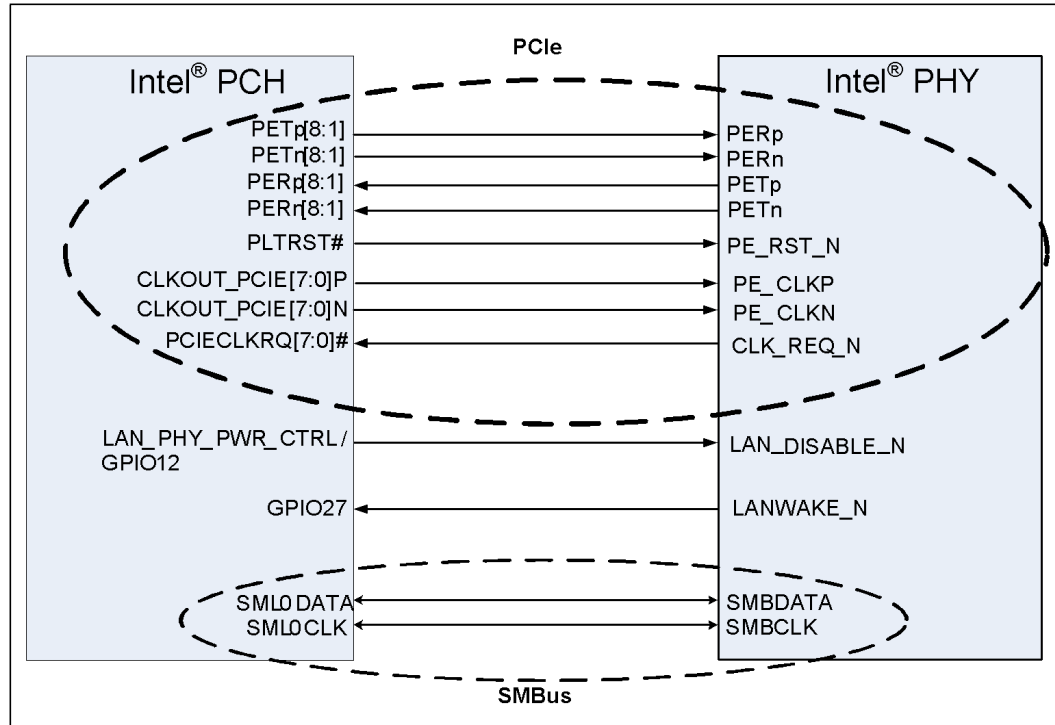 PCIe
Intel® PCH
Intel® PHY
PETp[8:1]
PERp
PETn[8:1]
PERn
PERp[8:1]
PETp
PERn[8:1]
PETn
PLTRST#
PE_RST_N
CLKOUT_PCIE[7:0]P
PE_CLKP
CLKOUT_PCIE[7:0]N
PE_CLKN
PCIECLKRQ[7:0]#
CLK_REQ_N
LAN_PHY_PWR_CTRL/
GPIO12
LAN_DISABLE_N
GPIO27
LANWAKE_N
SML0DATA
SMBDATA
SML0CLK
SMBCLK
SMBus